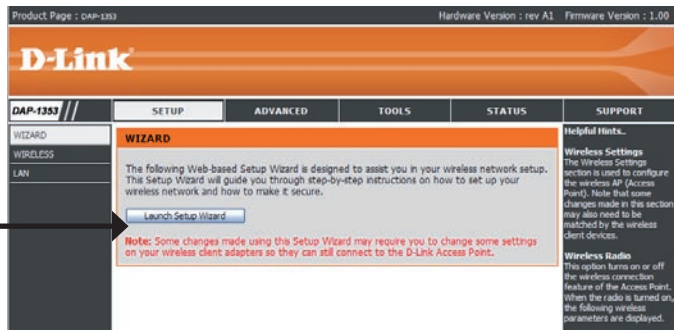 Product Page : DAP-1353 Hardware Version : rev A1 Firmware Version : 1.00
D-Link
DAP-1353 SETUP ADVANCED TOOLS STATUS SUPPORT
WIZARD
WIRELESS
LAN
WIZARD
The following Web-based Setup Wizard is designed to assist you in your wireless network setup.
This Setup Wizard will guide you through step-by-step instructions on how to set up your
wireless network and how to make it secure.
Launch Setup Wizard
Note: Some changes made using this Setup Wizard may require you to change some settings
on your wireless client adapters so they can still connect to the D-Link Access Point.
Helpful Hints..
Wireless Settings
The Wireless Settings
section is used to configure
the wireless AP (Access
Point). Note that some
changes made in this section
may also need to be
matched by the wireless
client devices.
Wireless Radio
This option turns on or off
the wireless connection
feature of the Access Point.
When the radio is turned on,
the following wireless
parameters are displayed.